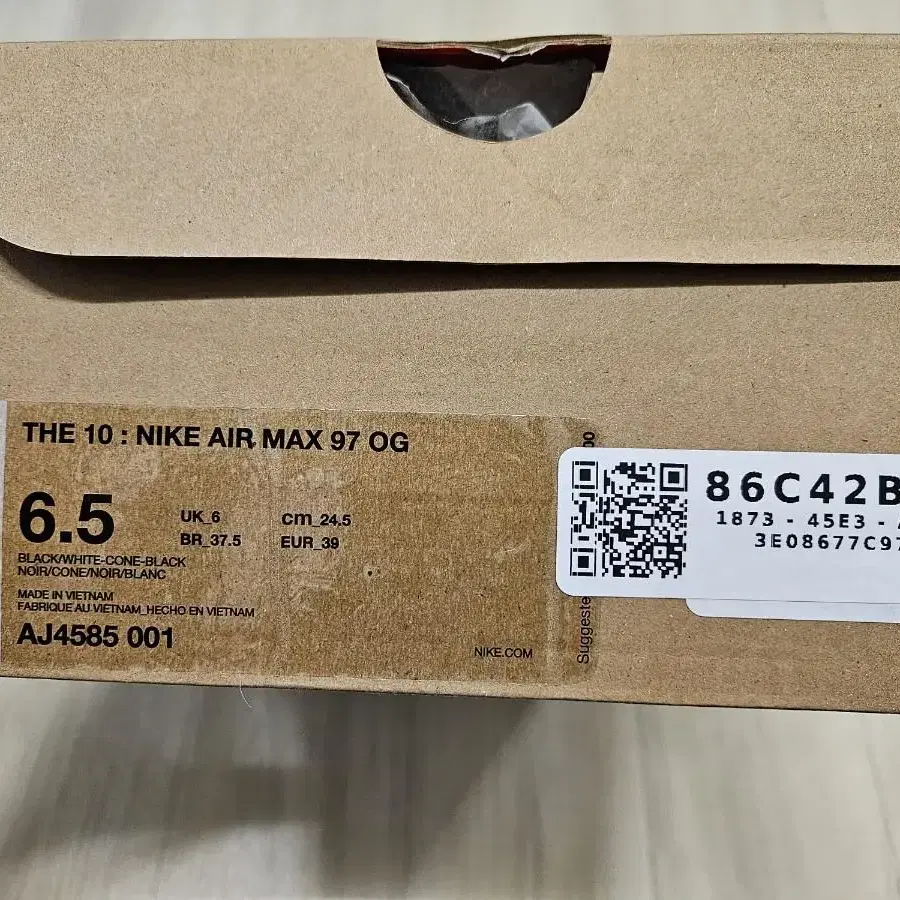 THE 10 : NIKE AIR MAX 97 OG
6.5
UK_6
cm_24.5
BR_37.5
EUR_39
BLACK/WHITE-CONE-BLACK
NOIR/CONE/NOIR/BLANC
MADE IN VIETNAM
FABRIQUE AU VIETNAM_HECHO EN VIETNAM
AJ4585 001
NIKE.COM
Suggeste
86C42B
1873 - 45E3 -
3E08677C97